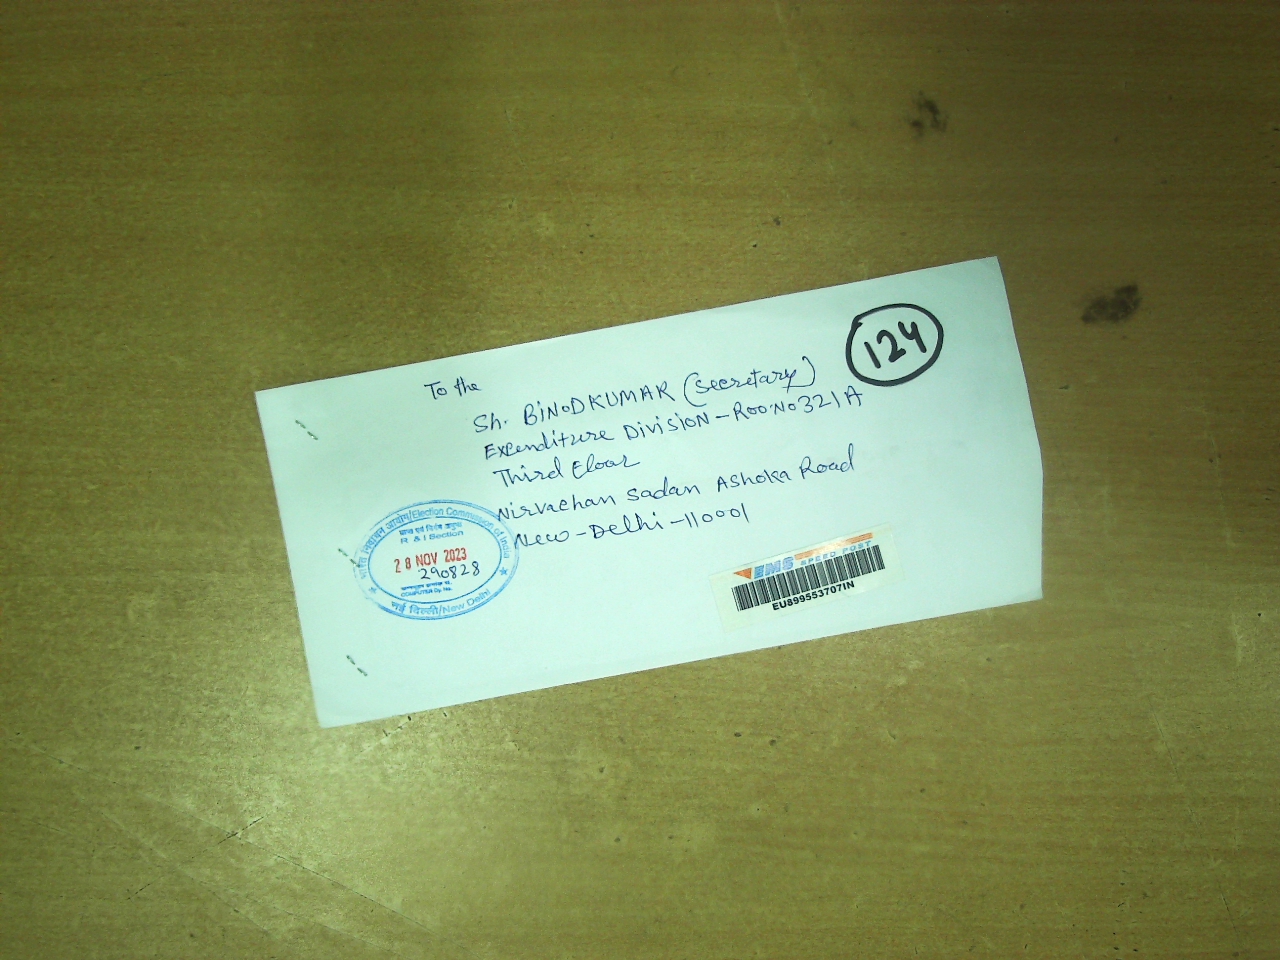 124
To the
Sh. BINODKUMAR (Secretary)
Expenditure Division-Roo.No 321A
Third Floor
Nirvachan Sadan Ashoka Road
New-Delhi-110001
भारत निर्वाचन आयोग/Election Commission of India
R & I Section
28 NOV 2023
290828
COMPUTER Dy. No.
नई दिल्ली/New Delhi
EMS SPEED POST
EU899553707IN